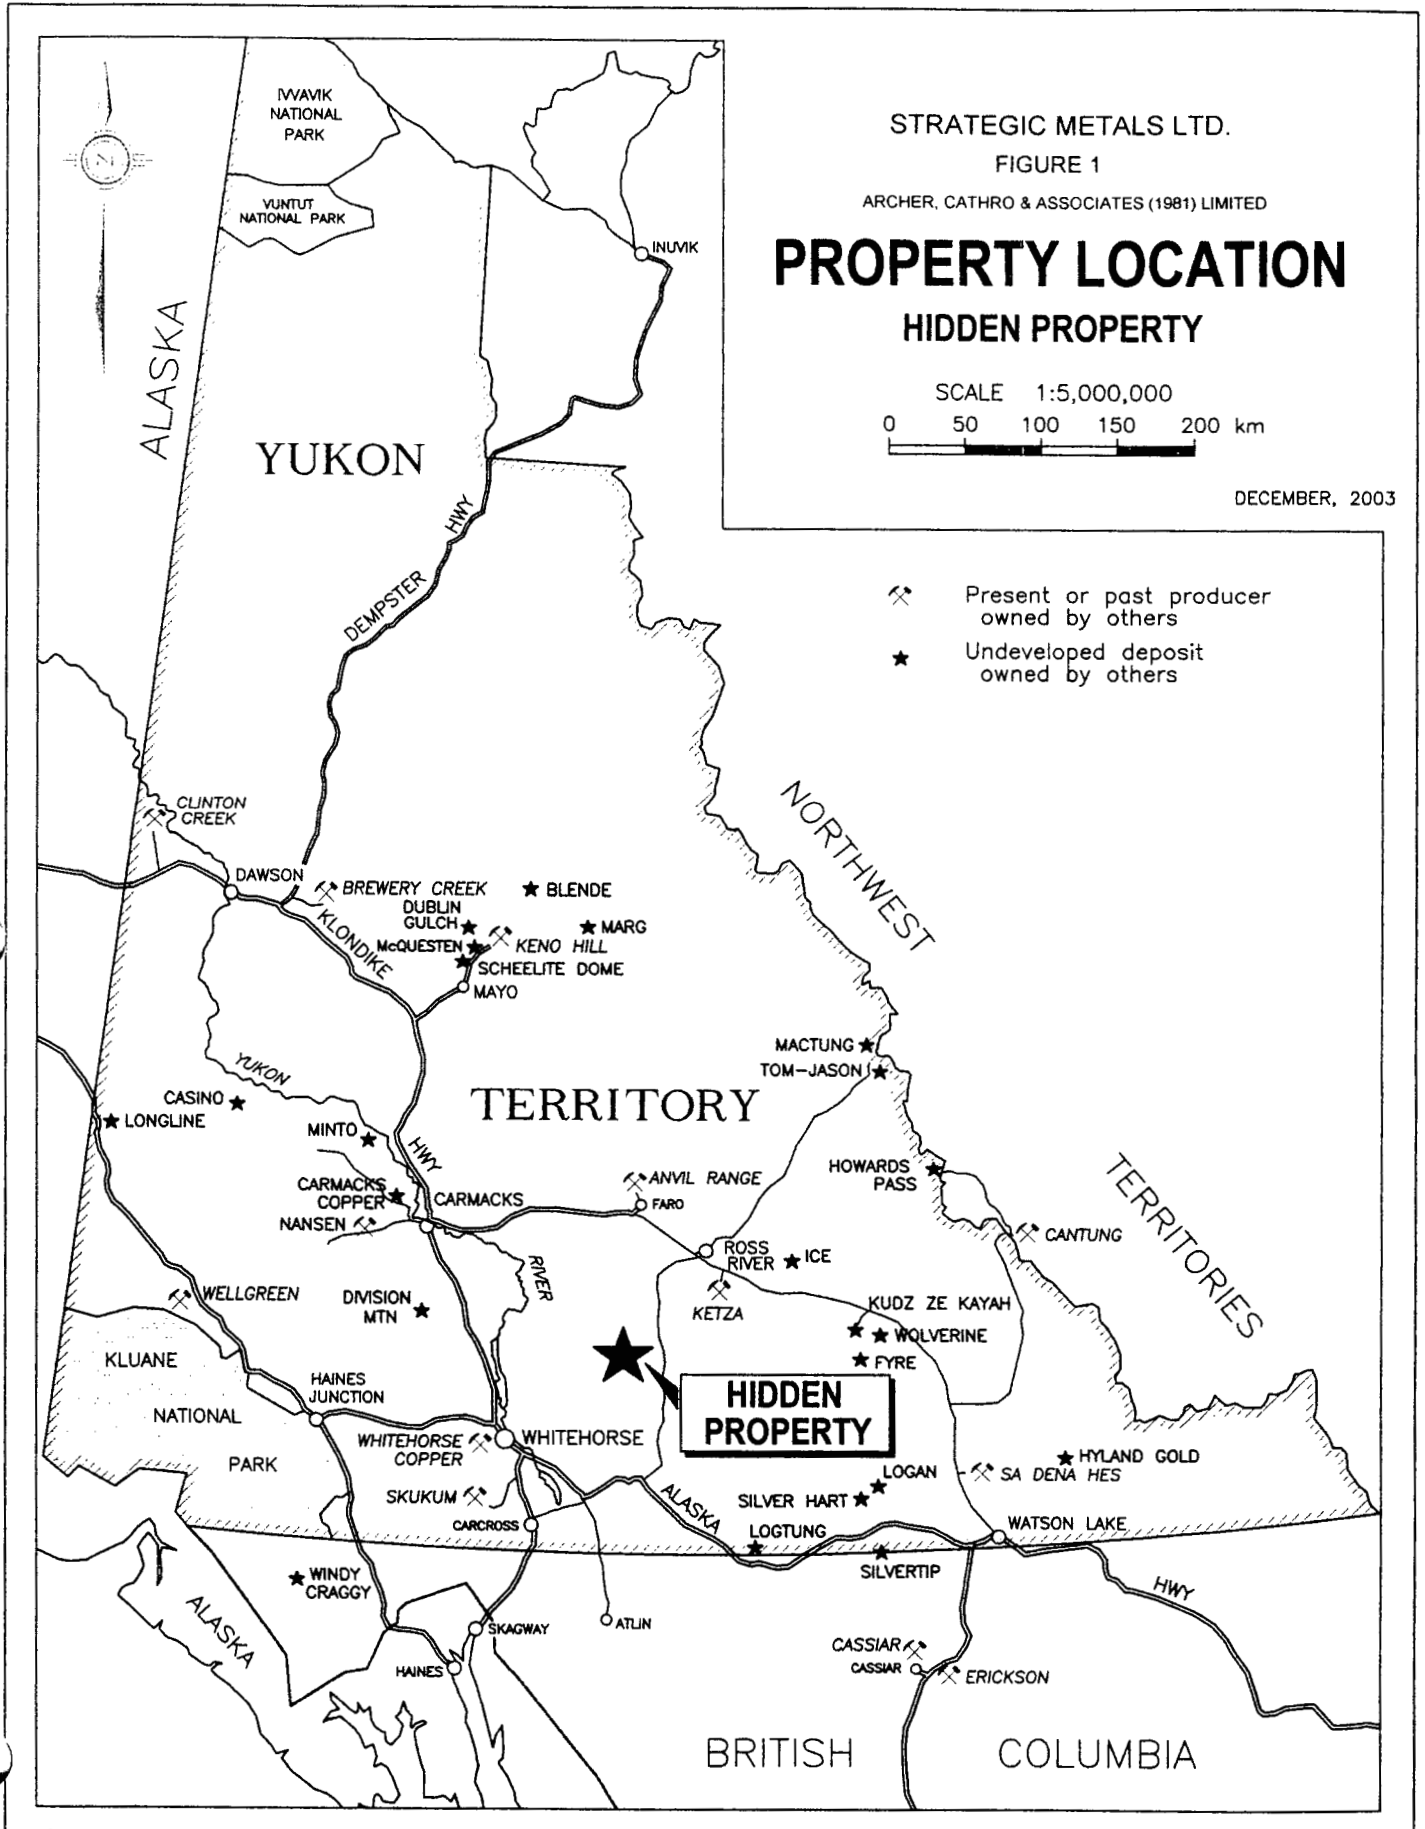 IVVAVIK
NATIONAL
PARK
VUNTUT
NATIONAL PARK
N
INUVIK
ALASKA
YUKON
STRATEGIC METALS LTD.
FIGURE 1
ARCHER, CATHRO & ASSOCIATES (1981) LIMITED
PROPERTY LOCATION
HIDDEN PROPERTY
SCALE 1:5,000,000
0 50 100 150 200 km
DECEMBER, 2003
Present or past producer
owned by others
Undeveloped deposit
owned by others
DEMPSTER HWY
NORTHWEST
TERRITORIES
CLINTON
CREEK
DAWSON
BREWERY CREEK
BLENDE
DUBLIN
GULCH
MARG
McQUESTEN
KENO HILL
SCHEELITE DOME
MAYO
KLONDIKE
HWY
YUKON
RIVER
TERRITORY
MACTUNG
TOM-JASON
CASINO
LONGLINE
MINTO
CARMACKS
COPPER
CARMACKS
NANSEN
ANVIL RANGE
FARO
HOWARDS
PASS
CANTUNG
ROSS
RIVER
ICE
KETZA
WELLGREEN
DIVISION
MTN
KUDZ ZE KAYAH
WOLVERINE
FYRE
KLUANE
NATIONAL
PARK
HAINES
JUNCTION
HIDDEN
PROPERTY
WHITEHORSE
COPPER
WHITEHORSE
SKUKUM
CARCROSS
ALASKA
HWY
LOGAN
SILVER HART
LOGTUNG
SA DENA HES
HYLAND GOLD
WATSON LAKE
SILVERTIP
WINDY
CRAGGY
ALASKA
SKAGWAY
HAINES
ATLIN
CASSIAR
CASSIAR
ERICKSON
BRITISH COLUMBIA